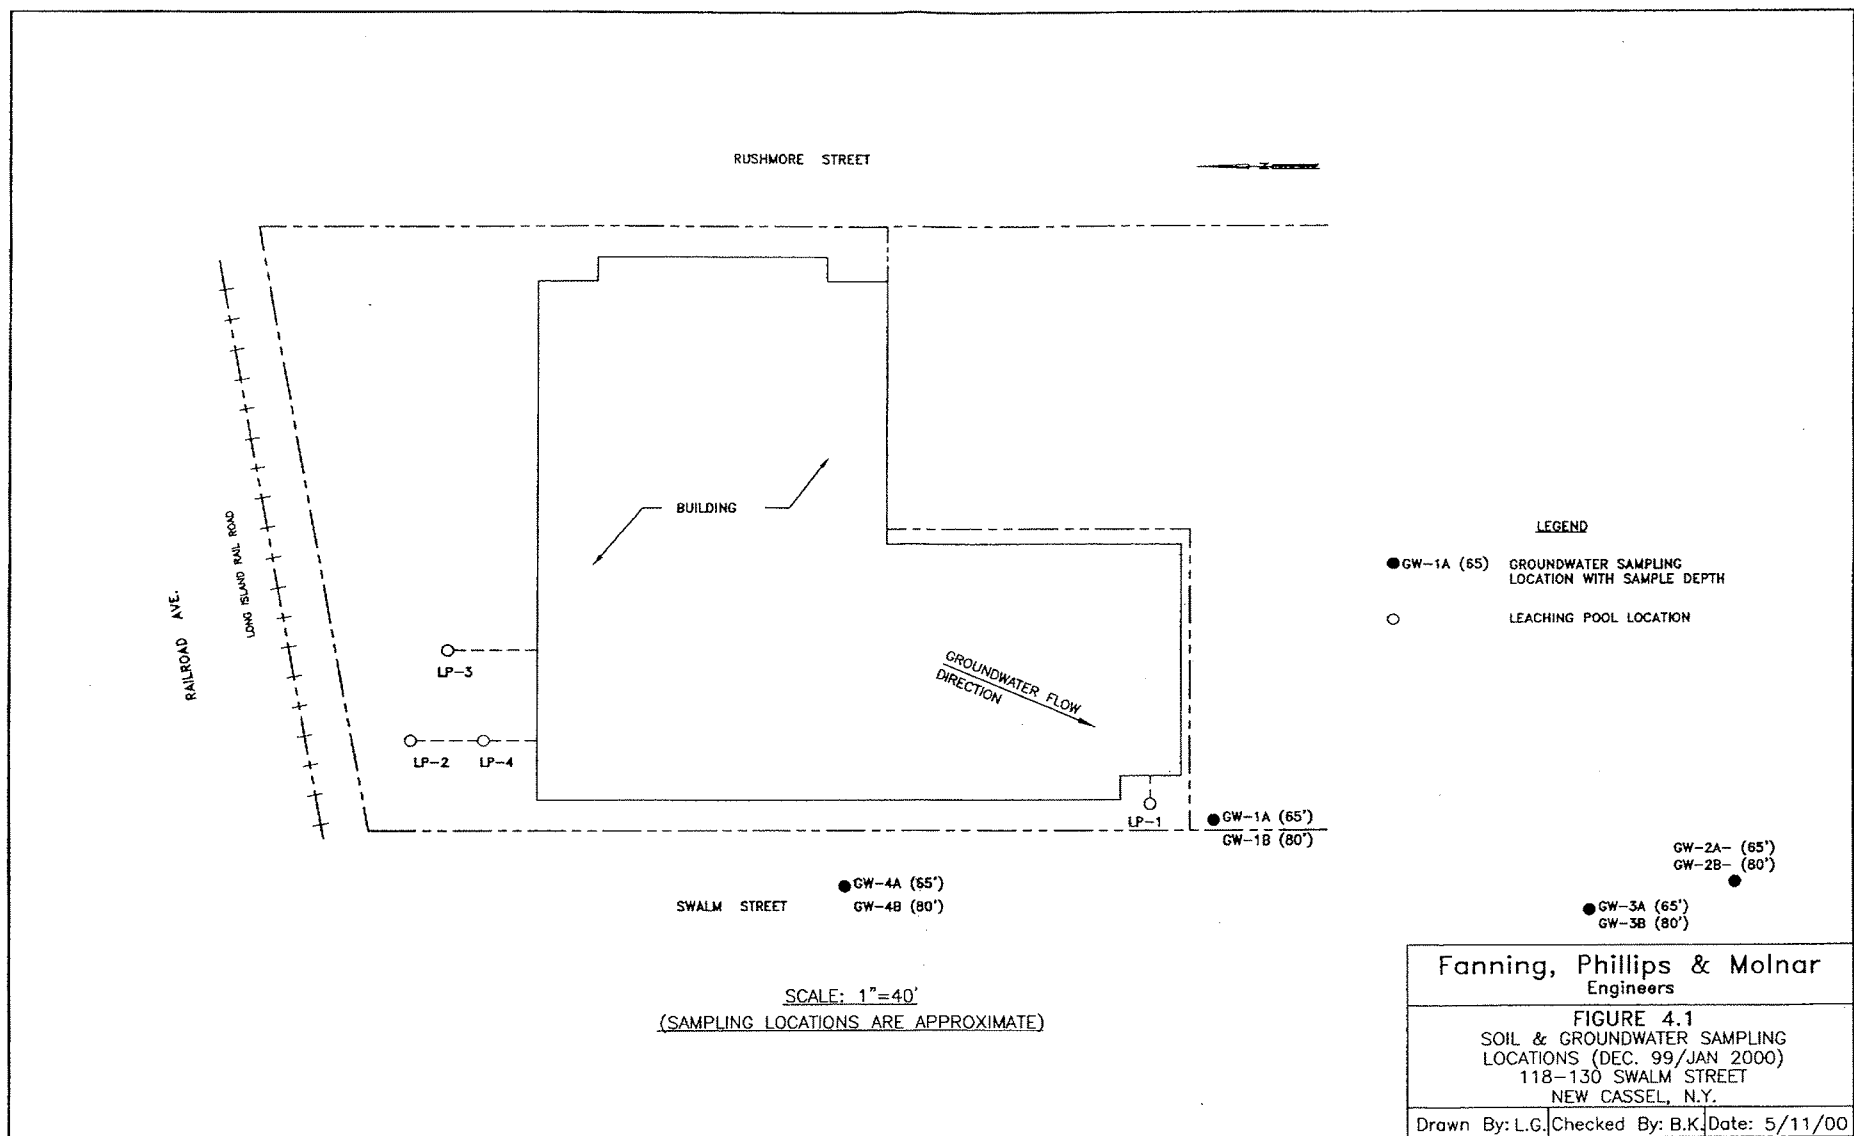 RUSHMORE STREET
N
RAILROAD AVE.
LONG ISLAND RAIL ROAD
BUILDING
LP-3
LP-2
LP-4
GROUNDWATER FLOW
DIRECTION
LP-1
GW-1A (65')
GW-1B (80')
SWALM STREET
GW-4A (65')
GW-4B (80')
GW-2A- (65')
GW-2B- (80')
GW-3A (65')
GW-3B (80')
LEGEND
GW-1A (65) GROUNDWATER SAMPLING
LOCATION WITH SAMPLE DEPTH
LEACHING POOL LOCATION
SCALE: 1"=40'
(SAMPLING LOCATIONS ARE APPROXIMATE)
Fanning, Phillips & Molnar
Engineers
FIGURE 4.1
SOIL & GROUNDWATER SAMPLING
LOCATIONS (DEC. 99/JAN 2000)
118-130 SWALM STREET
NEW CASSEL, N.Y.
Drawn By: L.G. Checked By: B.K. Date: 5/11/00